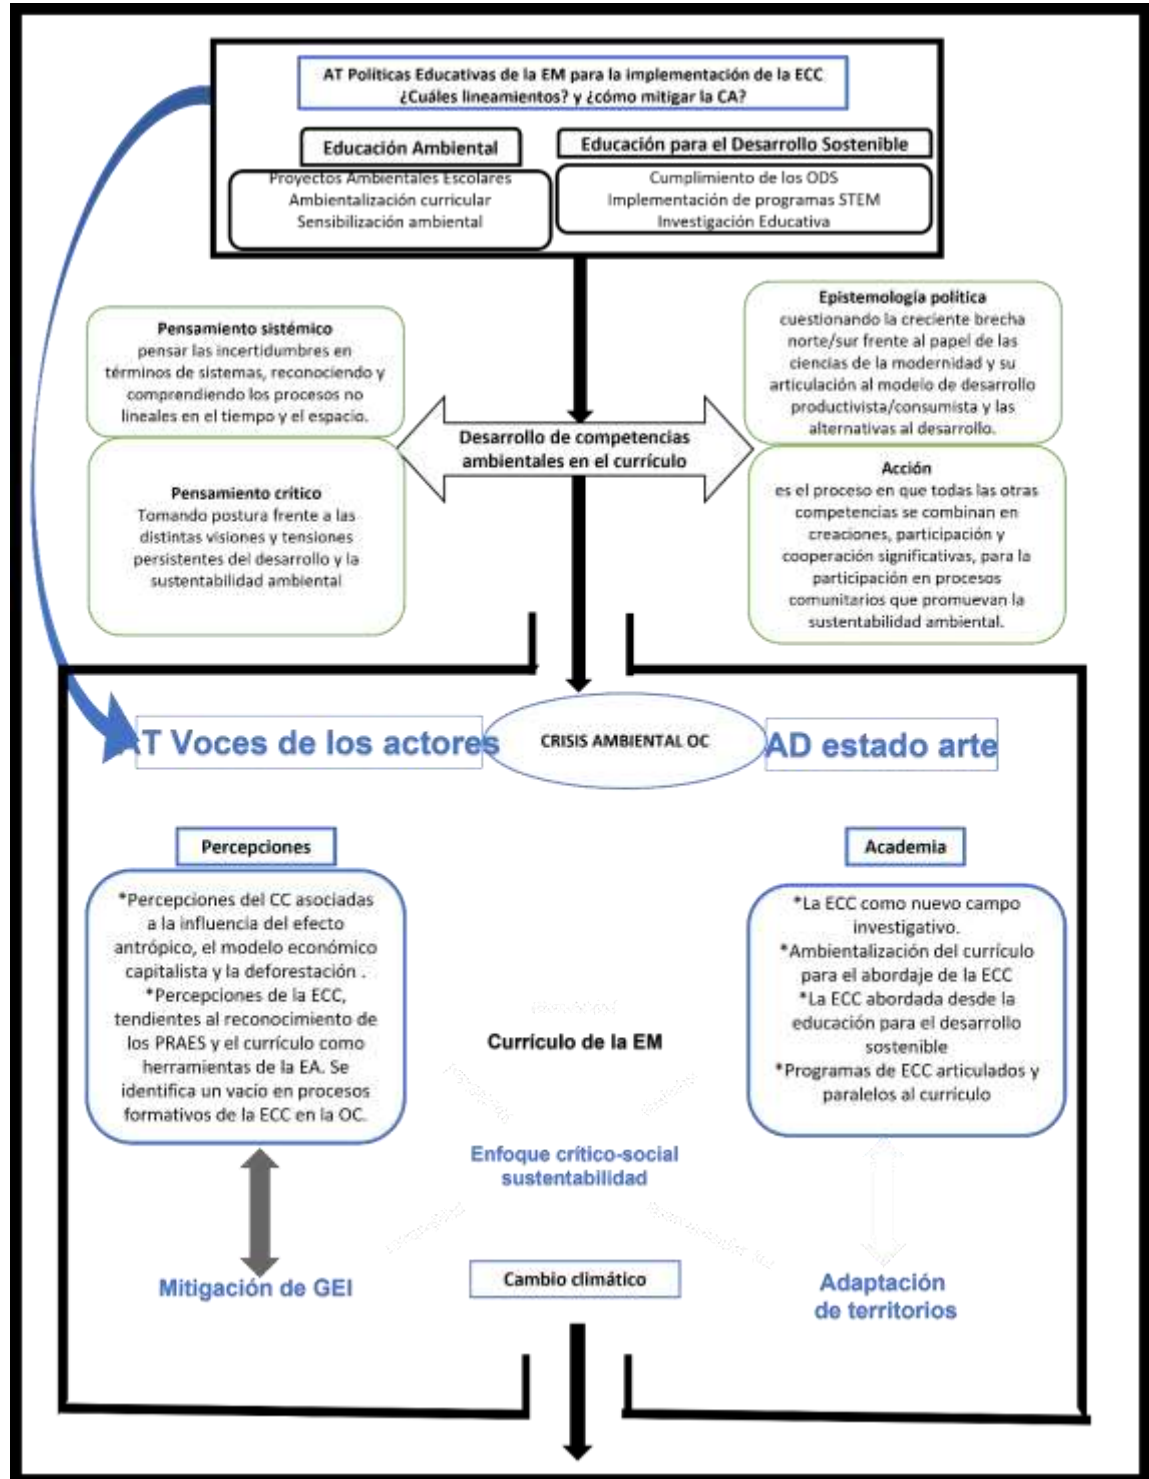 AT Políticas Educativas de la EM para la implementación de la ECC
¿Cuáles lineamientos? y ¿cómo mitigar la CA?
Educación Ambiental
Proyectos Ambientales Escolares
Ambientalización curricular
Sensibilización ambiental
Educación para el Desarrollo Sostenible
Cumplimiento de los ODS
Implementación de programas STEM
Investigación Educativa
Pensamiento sistémico
pensar las incertidumbres en
términos de sistemas, reconociendo y
comprendiendo los procesos no
lineales en el tiempo y el espacio.
Pensamiento crítico
Tomando postura frente a las
distintas visiones y tensiones
persistentes del desarrollo y la
sustentabilidad ambiental
Desarrollo de competencias
ambientales en el currículo
Epistemología política
cuestionando la creciente brecha
norte/sur frente al papel de las
ciencias de la modernidad y su
articulación al modelo de desarrollo
productivista/consumista y las
alternativas al desarrollo.
Acción
es el proceso en que todas las otras
competencias se combinan en
creaciones, participación y
cooperación significativas, para la
participación en procesos
comunitarios que promuevan la
sustentabilidad ambiental.
AT Voces de los actores
CRISIS AMBIENTAL OC
AD estado arte
Percepciones
*Percepciones del CC asociadas
a la influencia del efecto
antrópico, el modelo económico
capitalista y la deforestación .
*Percepciones de la ECC,
tendientes al reconocimiento de
los PRAES y el currículo como
herramientas de la EA. Se
identifica un vacío en procesos
formativos de la ECC en la OC.
Academia
*La ECC como nuevo campo
investigativo.
*Ambientalización del currículo
para el abordaje de la ECC
*La ECC abordada desde la
educación para el desarrollo
sostenible
*Programas de ECC articulados y
paralelos al currículo
Currículo de la EM
Enfoque crítico-social
sustentabilidad
Mitigación de GEI
Cambio climático
Adaptación
de territorios